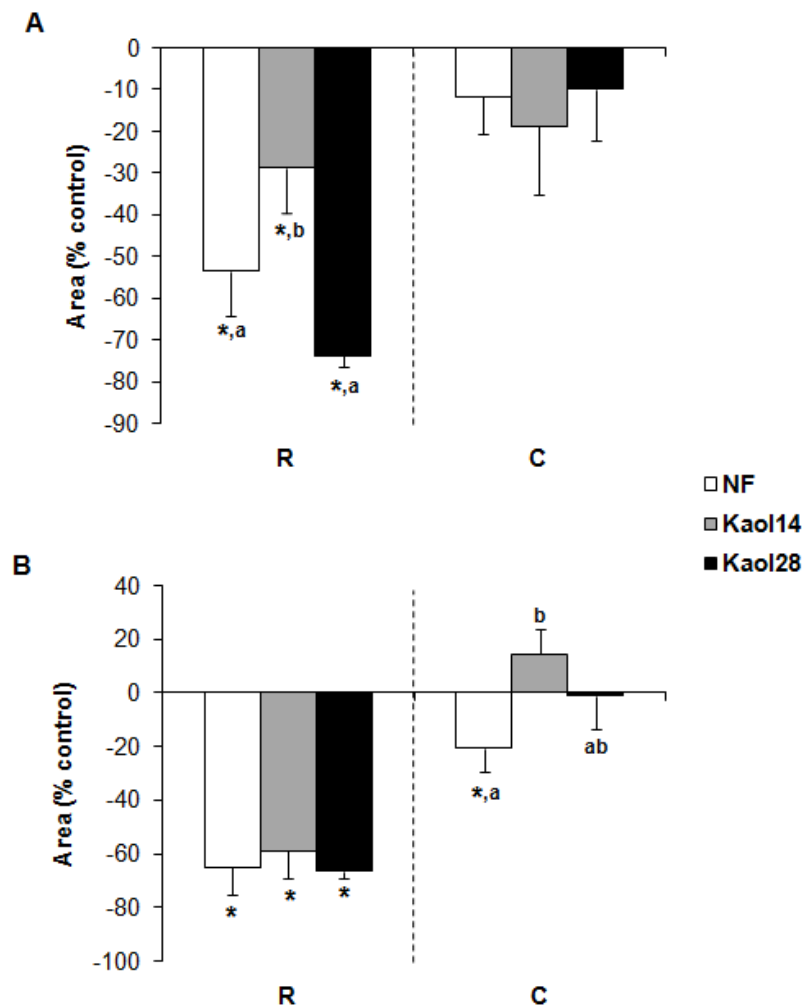 A
0
-10
-20
-30
-40
-50
-60
-70
-80
-90
Area (% control)
*,a
*,b
*,a
R
C
NF
Kaol14
Kaol28
B
40
20
0
-20
-40
-60
-80
-100
Area (% control)
*
*
*
*,a
b
ab
R
C